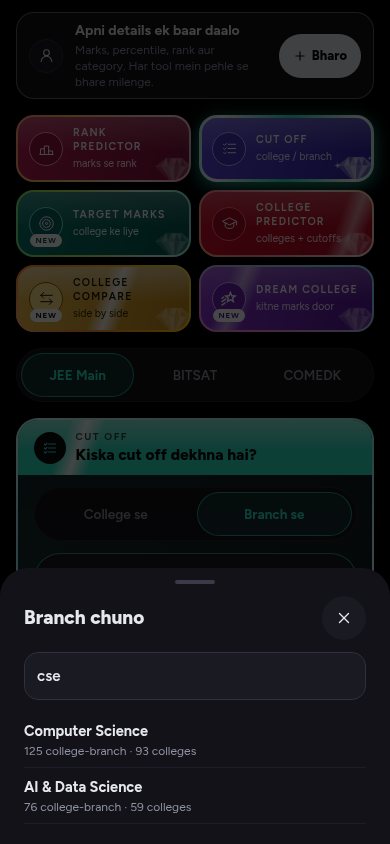 Apni details ek baar daalo
Marks, percentile, rank aur
category. Har tool mein pehle se
bhare milenge.
+ Bharo
RANK
PREDICTOR
marks se rank
CUT OFF
college / branch
TARGET MARKS
college ke liye
NEW
COLLEGE
PREDICTOR
colleges + cutoffs
COLLEGE
COMPARE
side by side
NEW
DREAM COLLEGE
kitne marks door
NEW
JEE Main
BITSAT
COMEDK
CUT OFF
Kiska cut off dekhna hai?
College se
Branch se
Branch chuno
cse
Computer Science
125 college-branch · 93 colleges
AI & Data Science
76 college-branch · 59 colleges